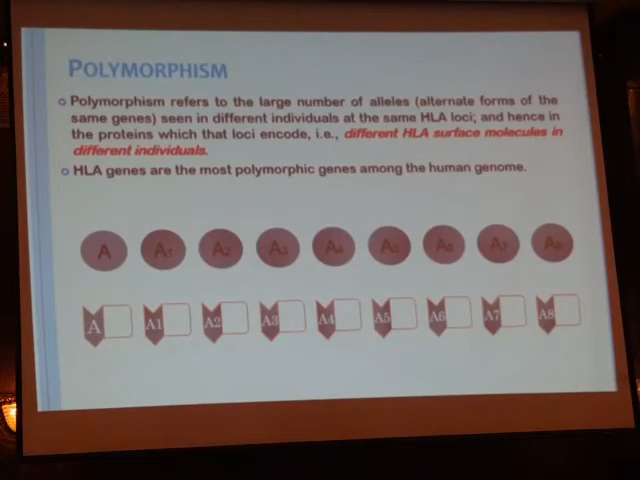 POLYMORPHISM
Polymorphism refers to the large number of alleles (alternate forms of the
same genes) seen in different individuals at the same HLA loci; and hence in
the proteins which that loci encode, i.e., different HLA surface molecules in
different individuals.
HLA genes are the most polymorphic genes among the human genome.
A A1 A2 A3 A4 A5 A6 A7 A8
A A1 A2 A3 A4 A5 A6 A7 A8